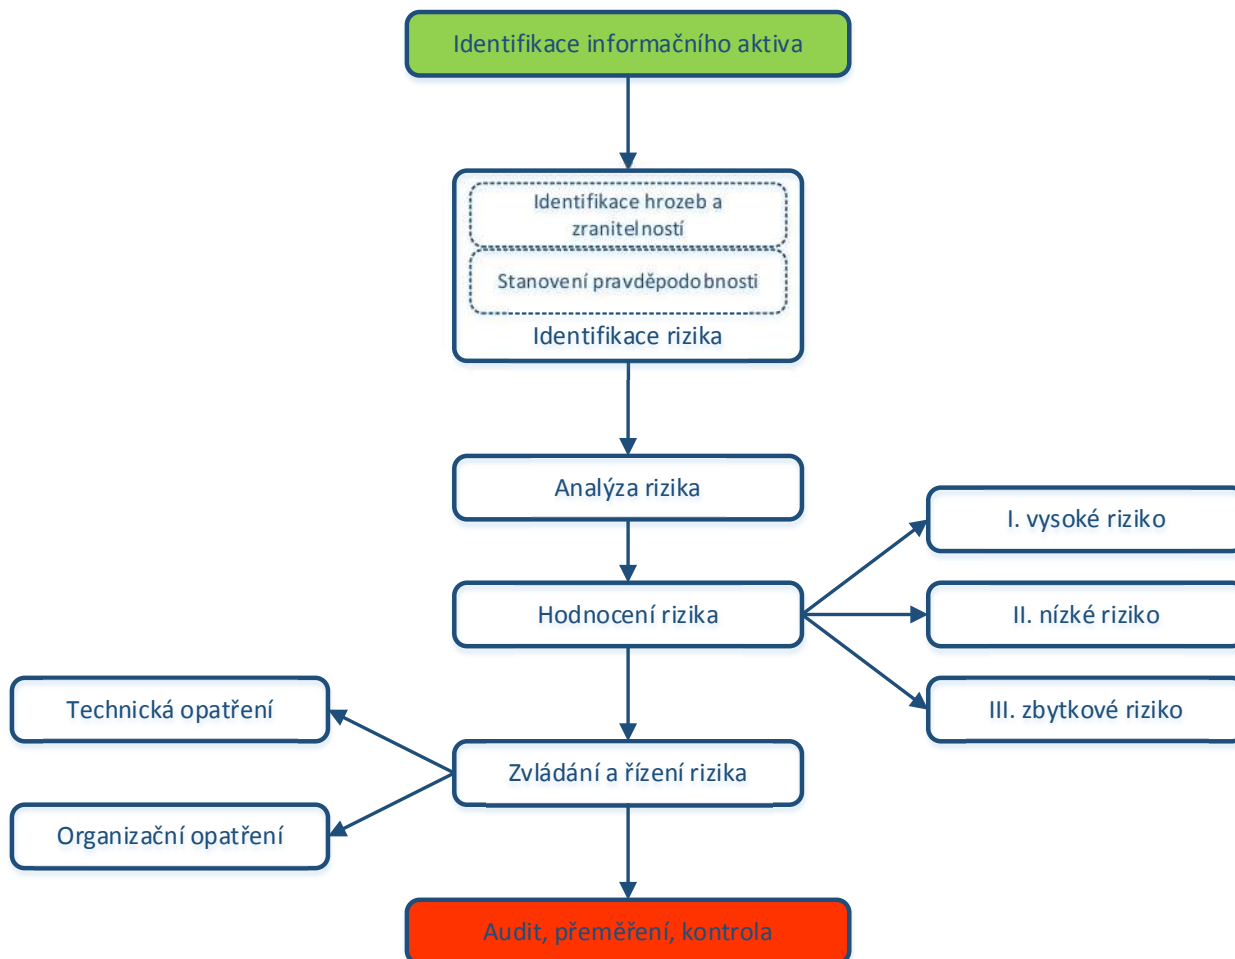 Identifikace informačního aktiva
Identifikace hrozeb a
zranitelností
Stanovení pravděpodobnosti
Identifikace rizika
Analýza rizika
I. vysoké riziko
Hodnocení rizika
II. nízké riziko
III. zbytkové riziko
Technická opatření
Zvládání a řízení rizika
Organizační opatření
Audit, přeměření, kontrola